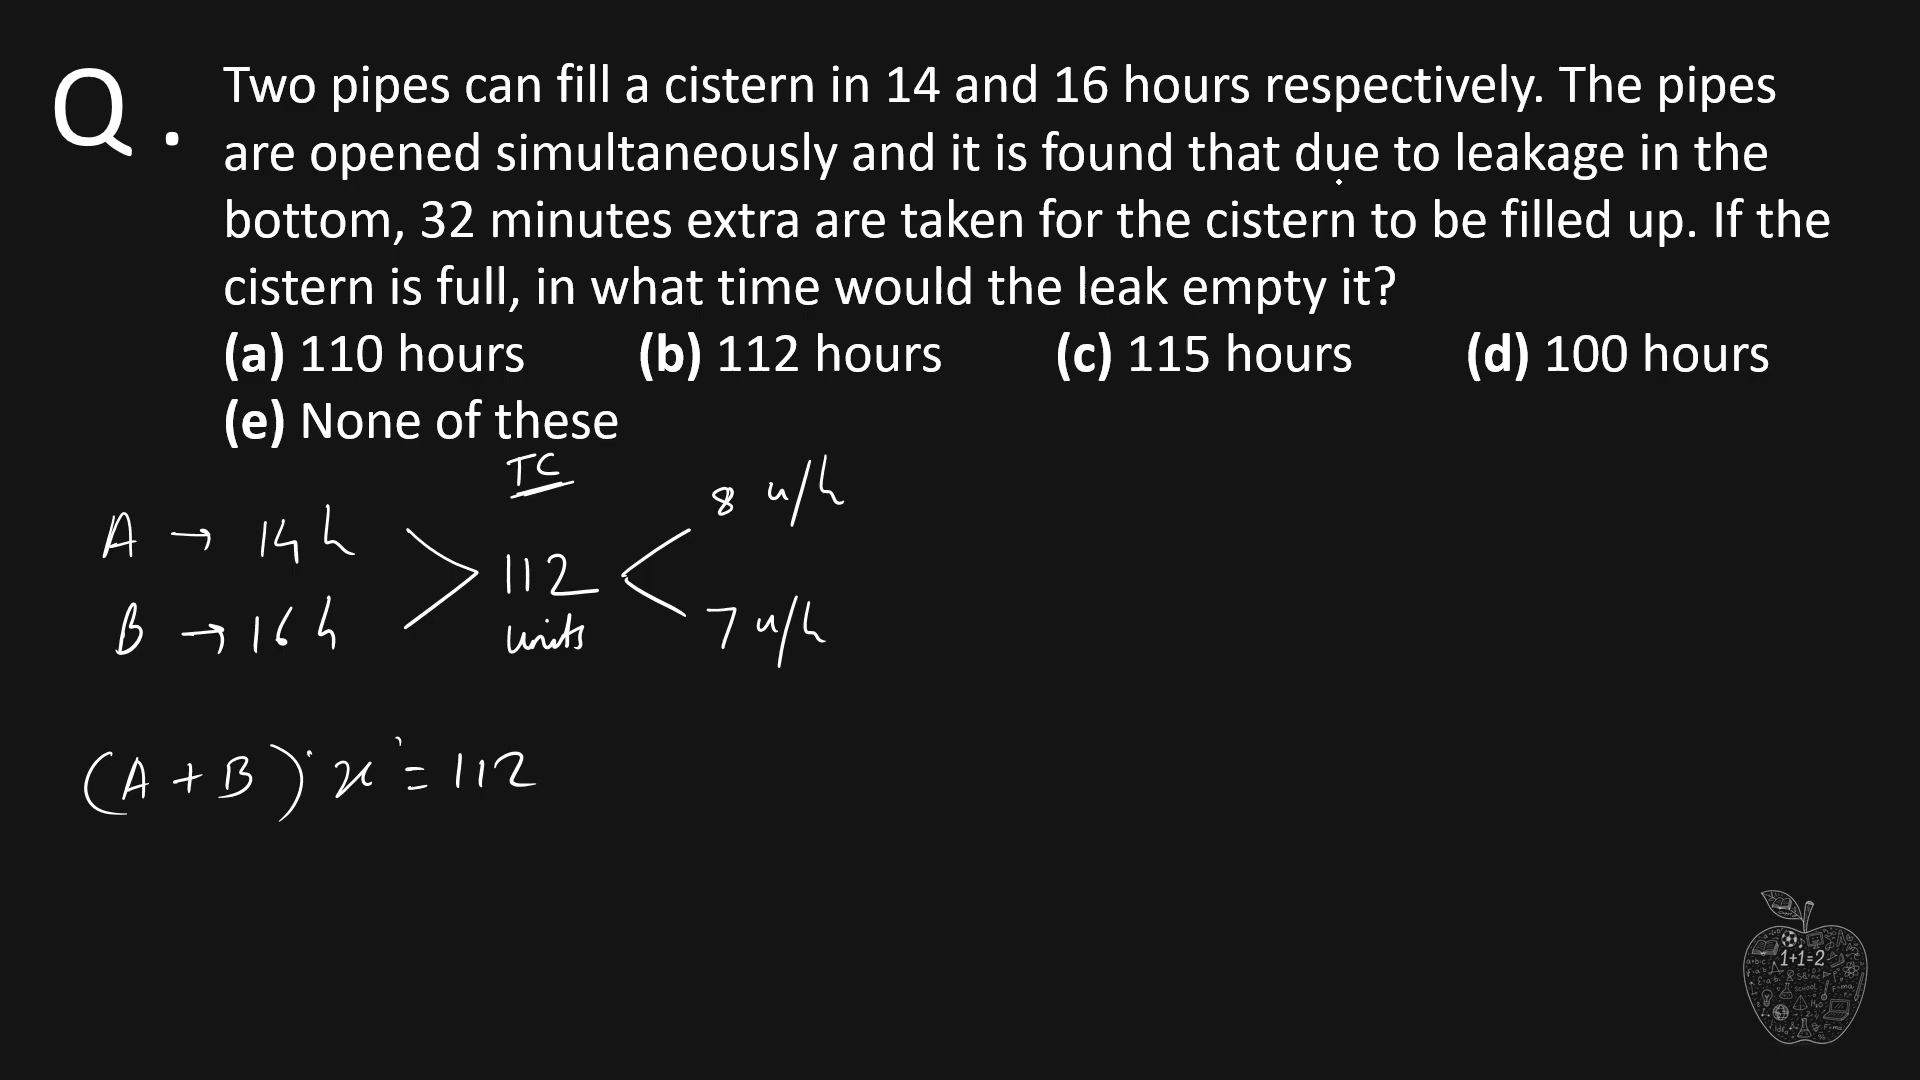 Q . Two pipes can fill a cistern in 14 and 16 hours respectively. The pipes
are opened simultaneously and it is found that due to leakage in the
bottom, 32 minutes extra are taken for the cistern to be filled up. If the
cistern is full, in what time would the leak empty it?
(a) 110 hours (b) 112 hours (c) 115 hours (d) 100 hours
(e) None of these
TC
8 u/h
A → 14 h
112
B → 16 h
units
7 u/h
(A + B) x = 112
1+1=2